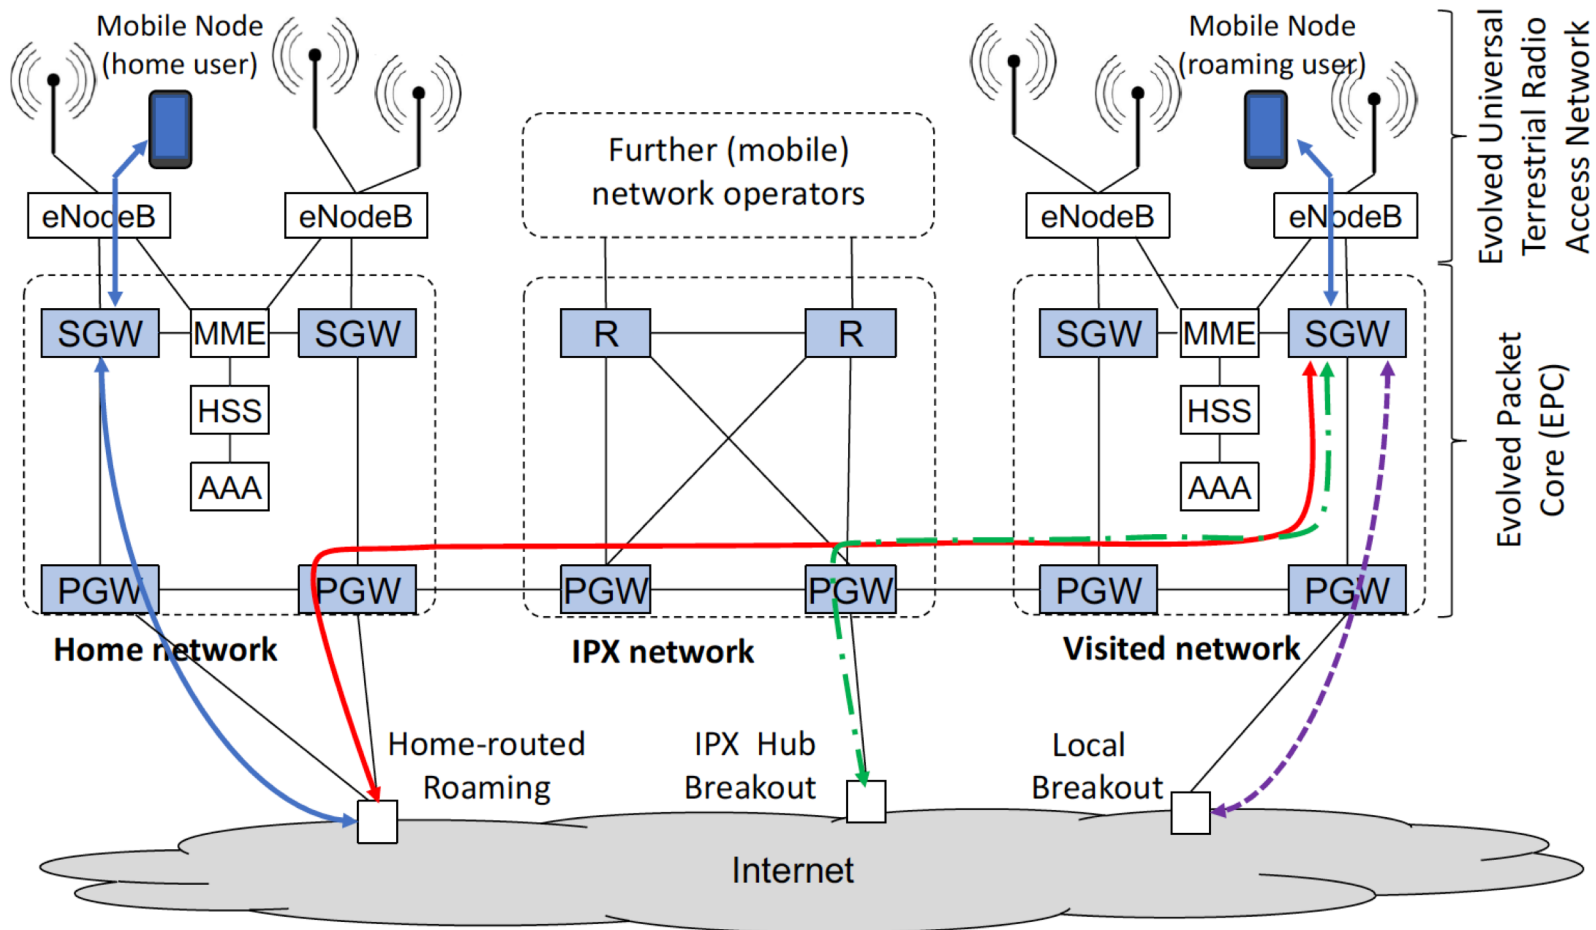 Mobile Node
(home user)
Mobile Node
(roaming user)
Evolved Universal
Terrestrial Radio
Access Network
Further (mobile)
network operators
eNodeB
eNodeB
eNodeB
eNodeB
SGW
MME
SGW
R
R
SGW
MME
SGW
HSS
HSS
AAA
AAA
Evolved Packet
Core (EPC)
PGW
PGW
PGW
PGW
PGW
PGW
Home network
IPX network
Visited network
Home-routed
Roaming
IPX Hub
Breakout
Local
Breakout
Internet